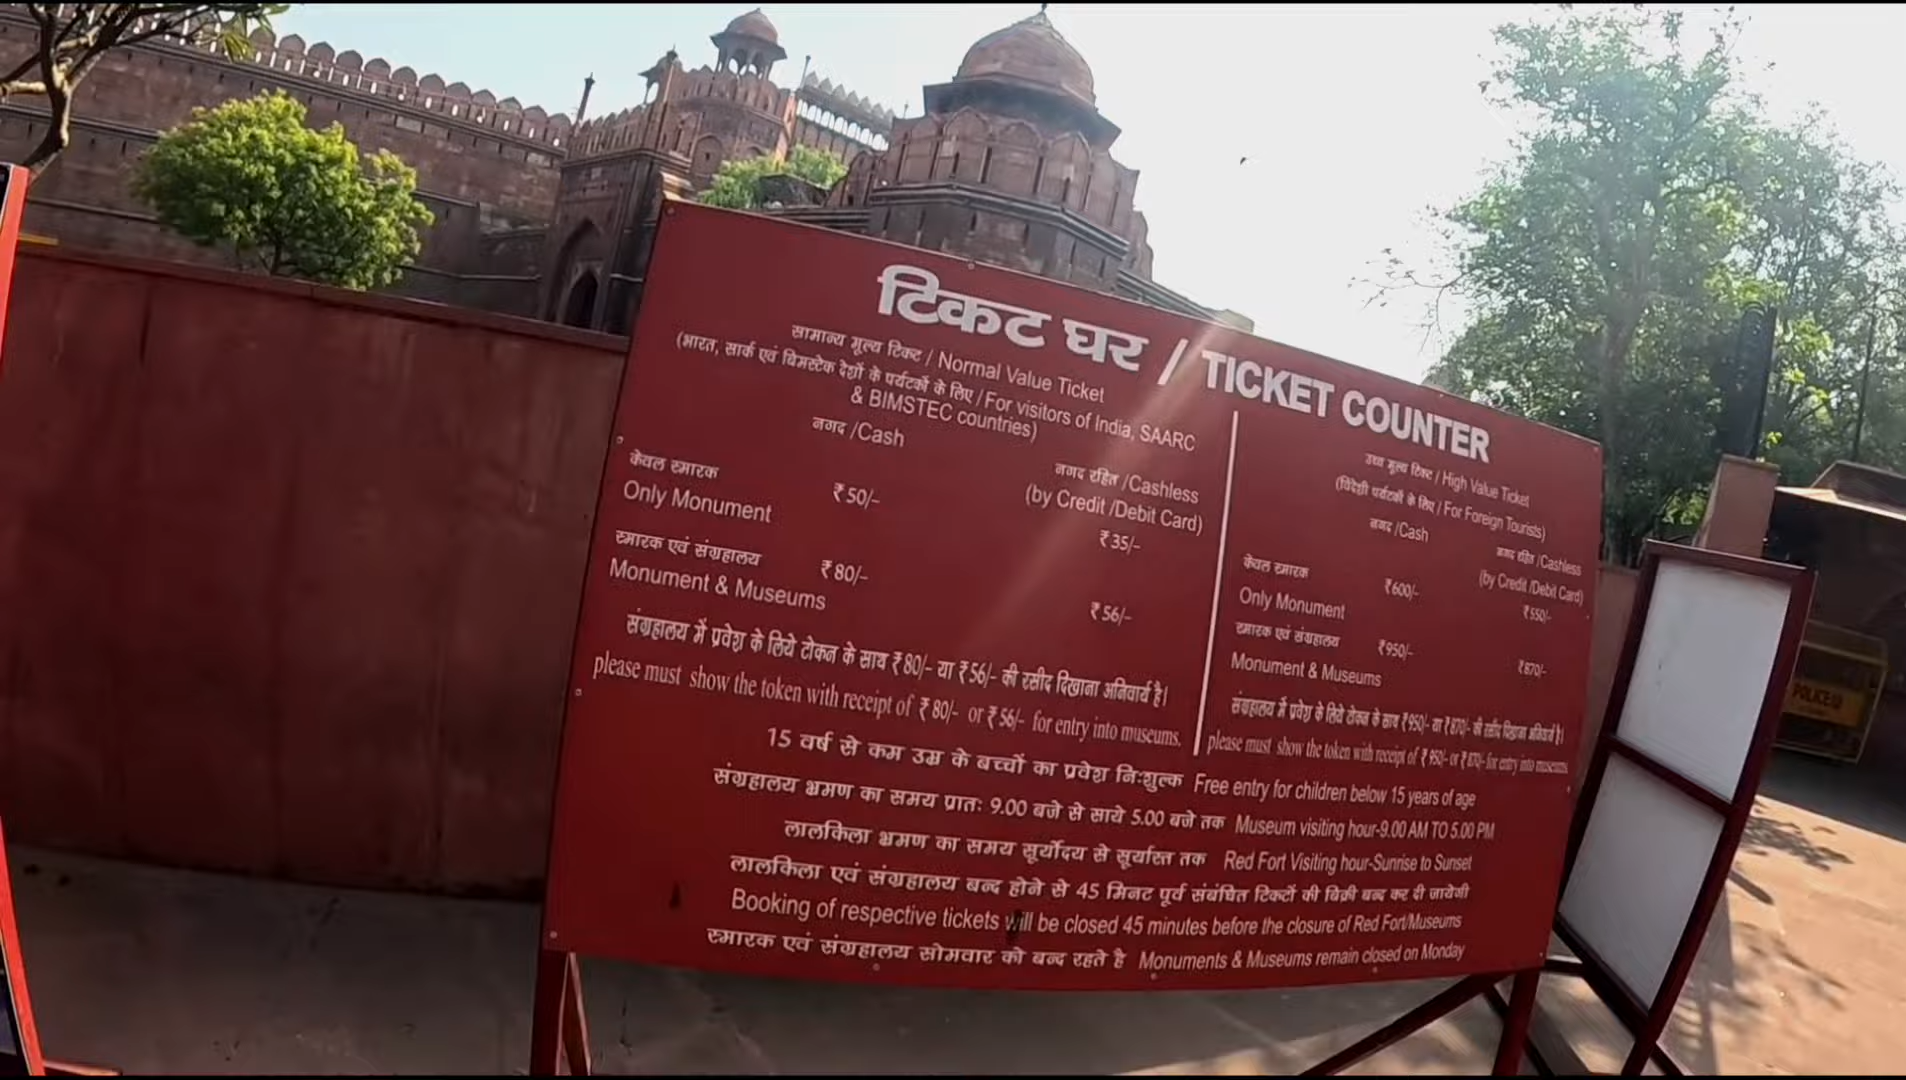 टिकट घर / TICKET COUNTER
सामान्य मूल्य टिकट / Normal Value Ticket
(भारत, सार्क एवं बिमस्टेक देशों के पर्यटकों के लिए / For visitors of India, SAARC
& BIMSTEC countries)
नगद /Cash
नगद रहित /Cashless
(by Credit /Debit Card)
केवल स्मारक
Only Monument
₹ 50/-
₹ 35/-
स्मारक एवं संग्रहालय
Monument & Museums
₹ 80/-
₹ 56/-
संग्रहालय में प्रवेश के लिये टोकन के साथ ₹ 80/- या ₹ 56/- की रसीद दिखाना अनिवार्य है।
please must show the token with receipt of ₹ 80/- or ₹ 56/- for entry into museums.
उच्च मूल्य टिकट / High Value Ticket
(विदेशी पर्यटकों के लिए / For Foreign Tourists)
नगद /Cash
नगद रहित /Cashless
(by Credit /Debit Card)
केवल स्मारक
Only Monument
₹600/-
₹550/-
स्मारक एवं संग्रहालय
Monument & Museums
₹950/-
₹870/-
संग्रहालय में प्रवेश के लिये टोकन के साथ ₹ 950/- या ₹ 870/- की रसीद दिखाना अनिवार्य है।
please must show the token with receipt of ₹ 950/- or ₹ 870/- for entry into museums.
15 वर्ष से कम उम्र के बच्चों का प्रवेश निःशुल्क Free entry for children below 15 years of age
संग्रहालय भ्रमण का समय प्रातः 9.00 बजे से सायं 5.00 बजे तक Museum visiting hour-9.00 AM TO 5.00 PM
लालकिला भ्रमण का समय सूर्योदय से सूर्यास्त तक Red Fort Visiting hour-Sunrise to Sunset
लालकिला एवं संग्रहालय बन्द होने से 45 मिनट पूर्व संबंधित टिकटों की बिक्री बन्द कर दी जायेगी
Booking of respective tickets will be closed 45 minutes before the closure of Red Fort/Museums
स्मारक एवं संग्रहालय सोमवार को बन्द रहते है Monuments & Museums remain closed on Monday
POLICE